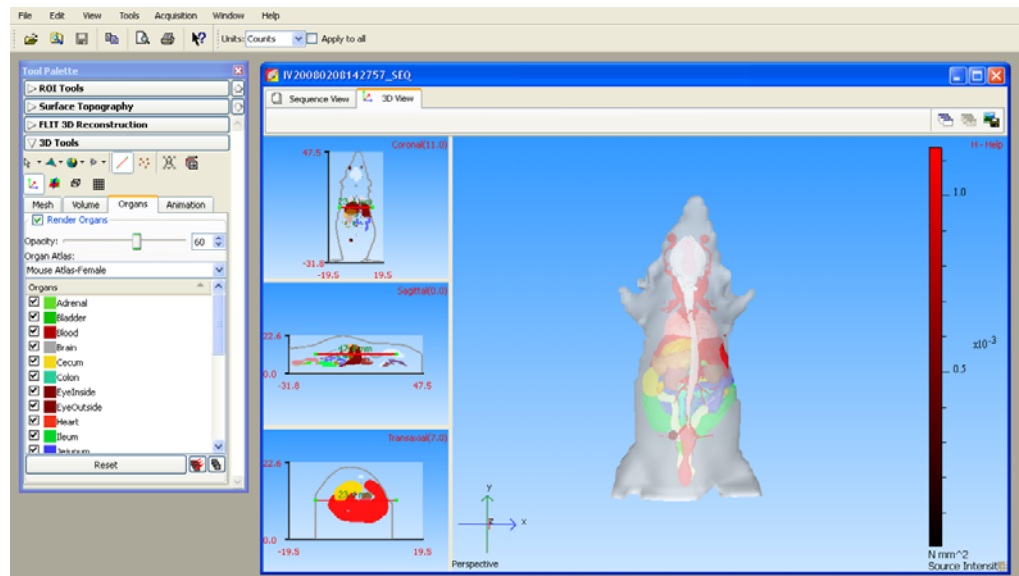 File Edit View Tools Acquisition Window Help
Units: Counts Apply to all
Tool Palette
ROI Tools
Surface Topography
FLIT 3D Reconstruction
3D Tools
Mesh Volume Organs Animation
Render Organs
Opacity: 60
Organ Atlas:
Mouse Atlas-Female
Organs
Adrenal
Bladder
Blood
Brain
Cecum
Colon
EyeInside
EyeOutside
Heart
Ileum
Jejunum
Reset
IV20080208142757_SEQ
Sequence View 3D View
Coronal(11.0)
47.5
-31.8
-19.5 19.5
Sagittal(0.0)
22.6
0.0
-31.8 47.5
Transaxial(7.0)
22.6
0.0
-19.5 19.5
H - Help
1.0
x10-3
0.5
y
z x
Perspective
N mm^2
Source Intensit